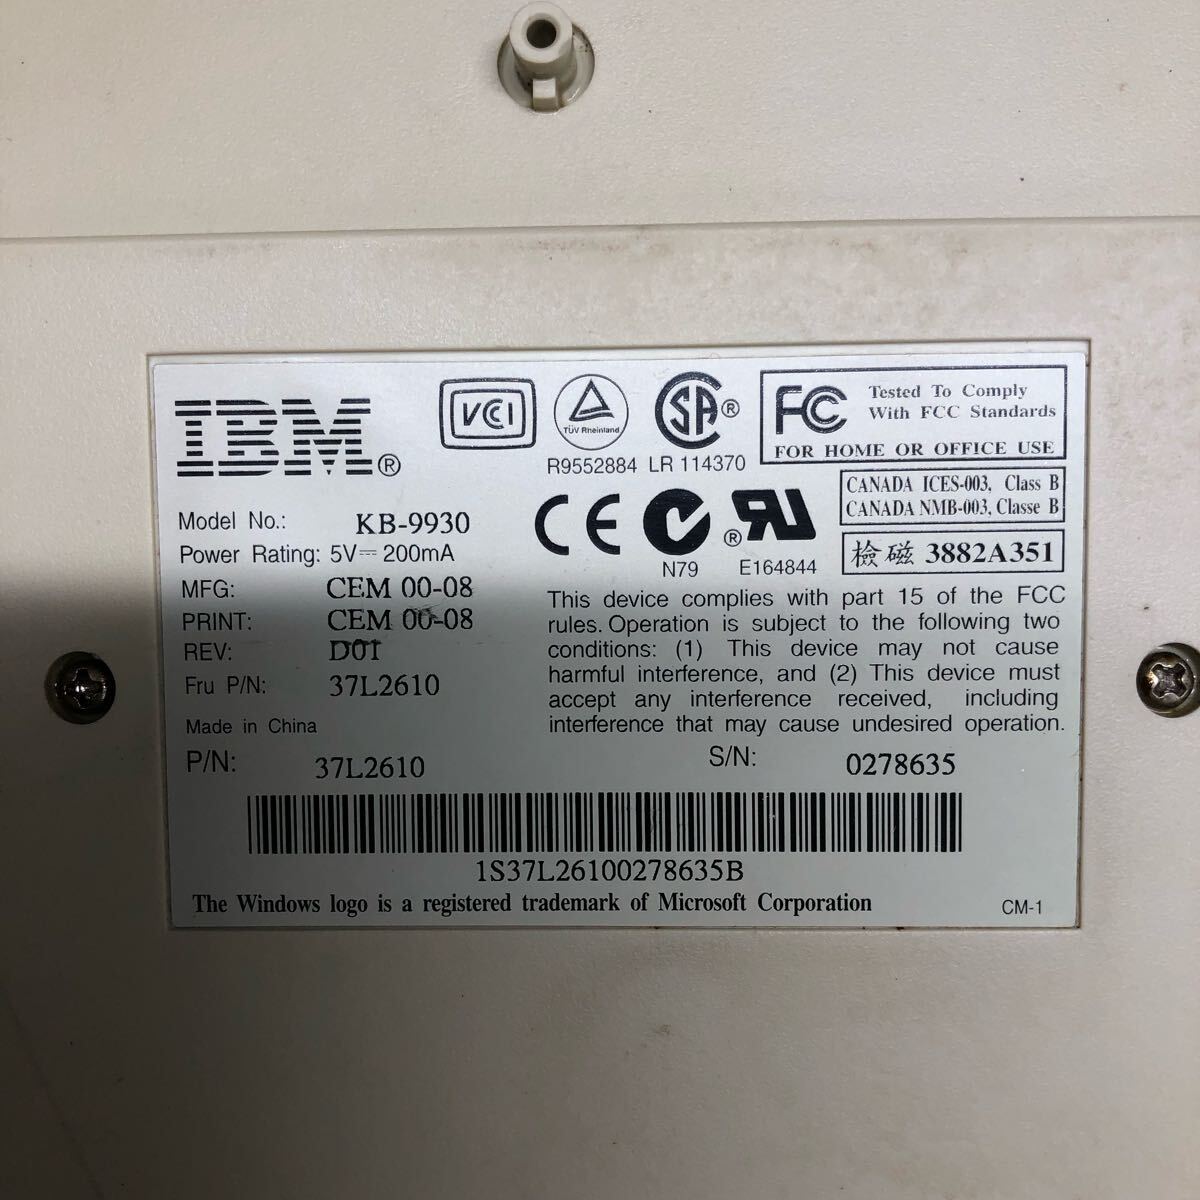 IBM®
VCCI
TÜV Rheinland
R9552884
SA®
LR 114370
FC
Tested To Comply
With FCC Standards
FOR HOME OR OFFICE USE
Model No.: KB-9930
Power Rating: 5V⎓200mA
MFG: CEM 00-08
PRINT: CEM 00-08
REV: D01
Fru P/N: 37L2610
Made in China
CE
N79
®
E164844
CANADA ICES-003, Class B
CANADA NMB-003, Classe B
檢磁 3882A351
This device complies with part 15 of the FCC
rules. Operation is subject to the following two
conditions: (1) This device may not cause
harmful interference, and (2) This device must
accept any interference received, including
interference that may cause undesired operation.
P/N: 37L2610
S/N: 0278635
1S37L26100278635B
The Windows logo is a registered trademark of Microsoft Corporation
CM-1